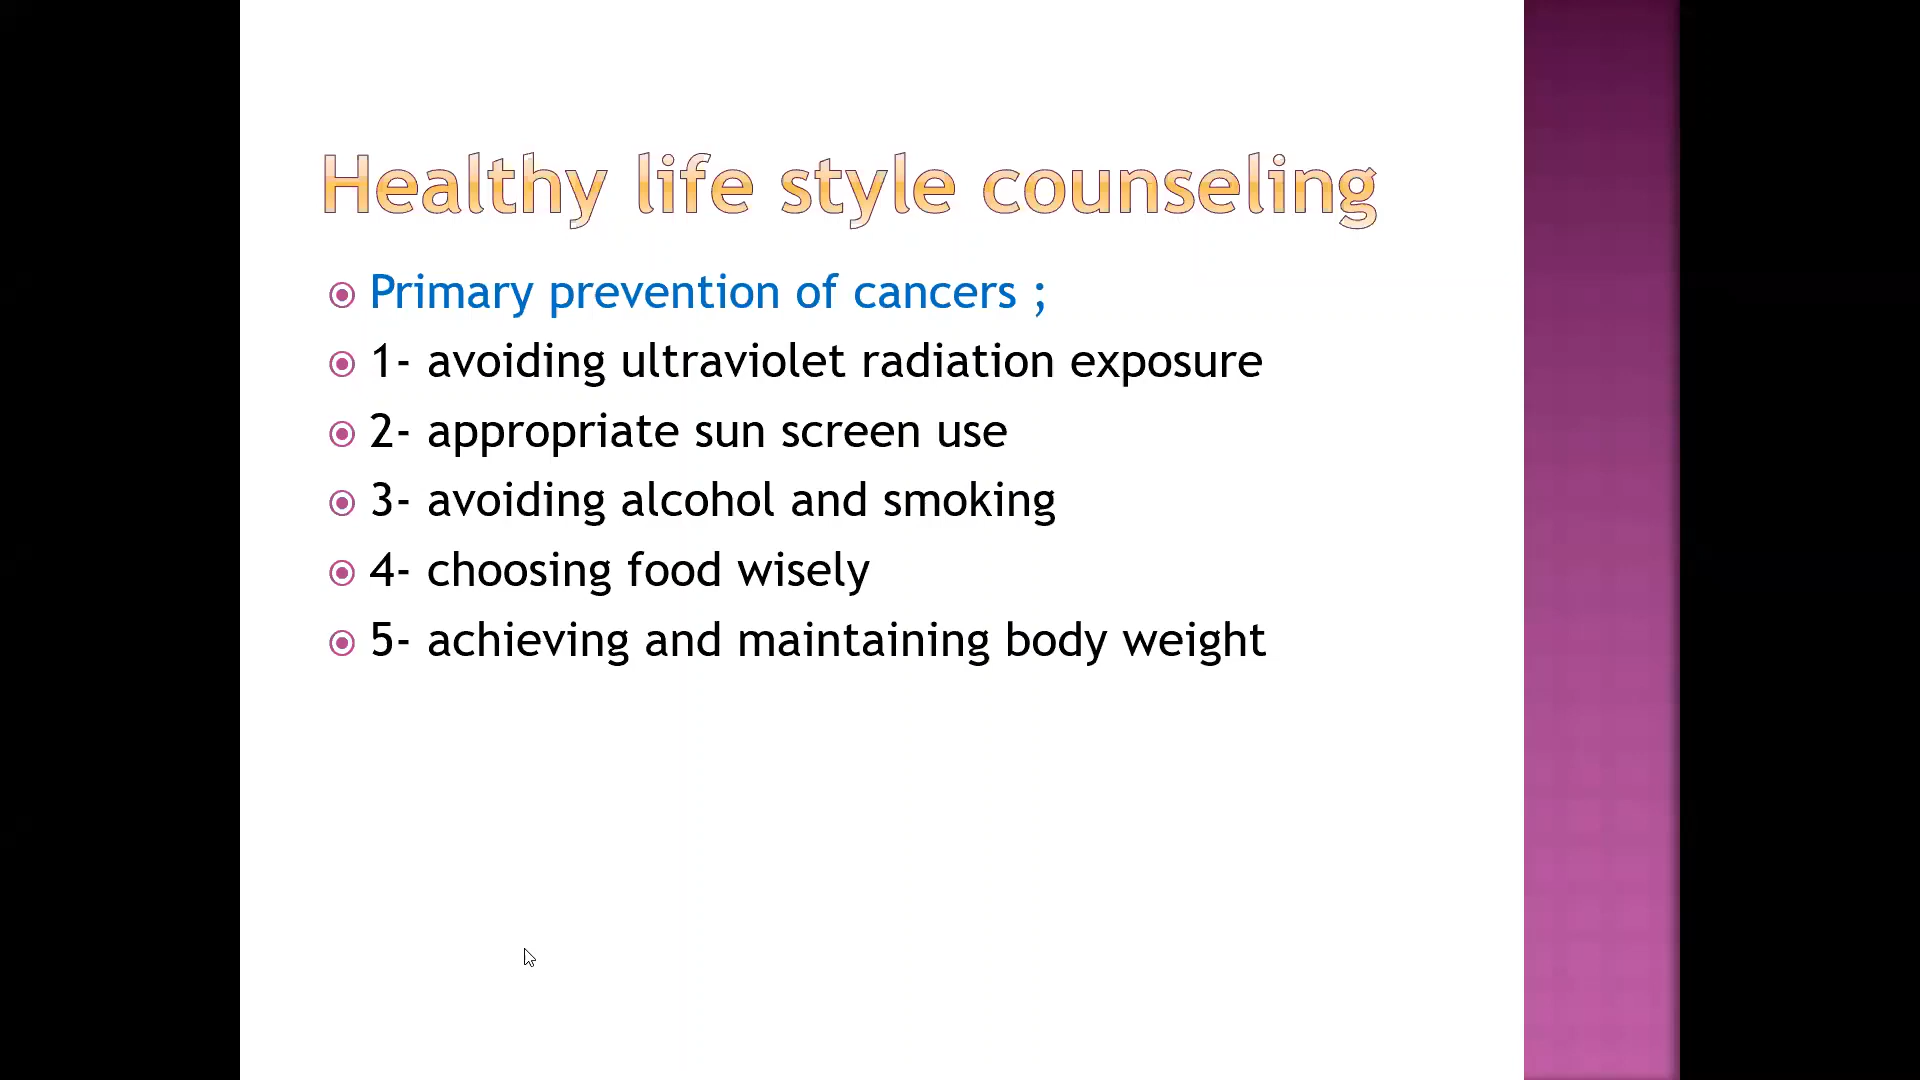 Healthy life style counseling
Primary prevention of cancers ;
1- avoiding ultraviolet radiation exposure
2- appropriate sun screen use
3- avoiding alcohol and smoking
4- choosing food wisely
5- achieving and maintaining body weight